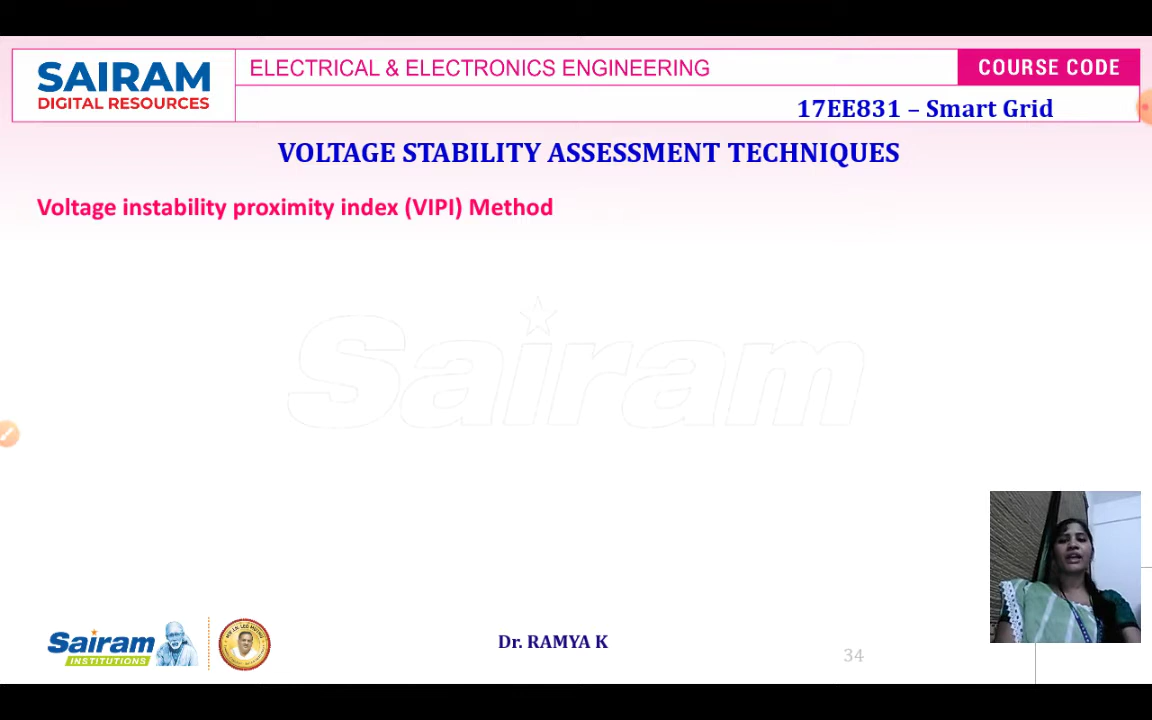 SAIRAM
DIGITAL RESOURCES
ELECTRICAL & ELECTRONICS ENGINEERING
COURSE CODE
17EE831 – Smart Grid
VOLTAGE STABILITY ASSESSMENT TECHNIQUES
Voltage instability proximity index (VIPI) Method
Sairam
Sairam
INSTITUTIONS
Dr. RAMYA K
34